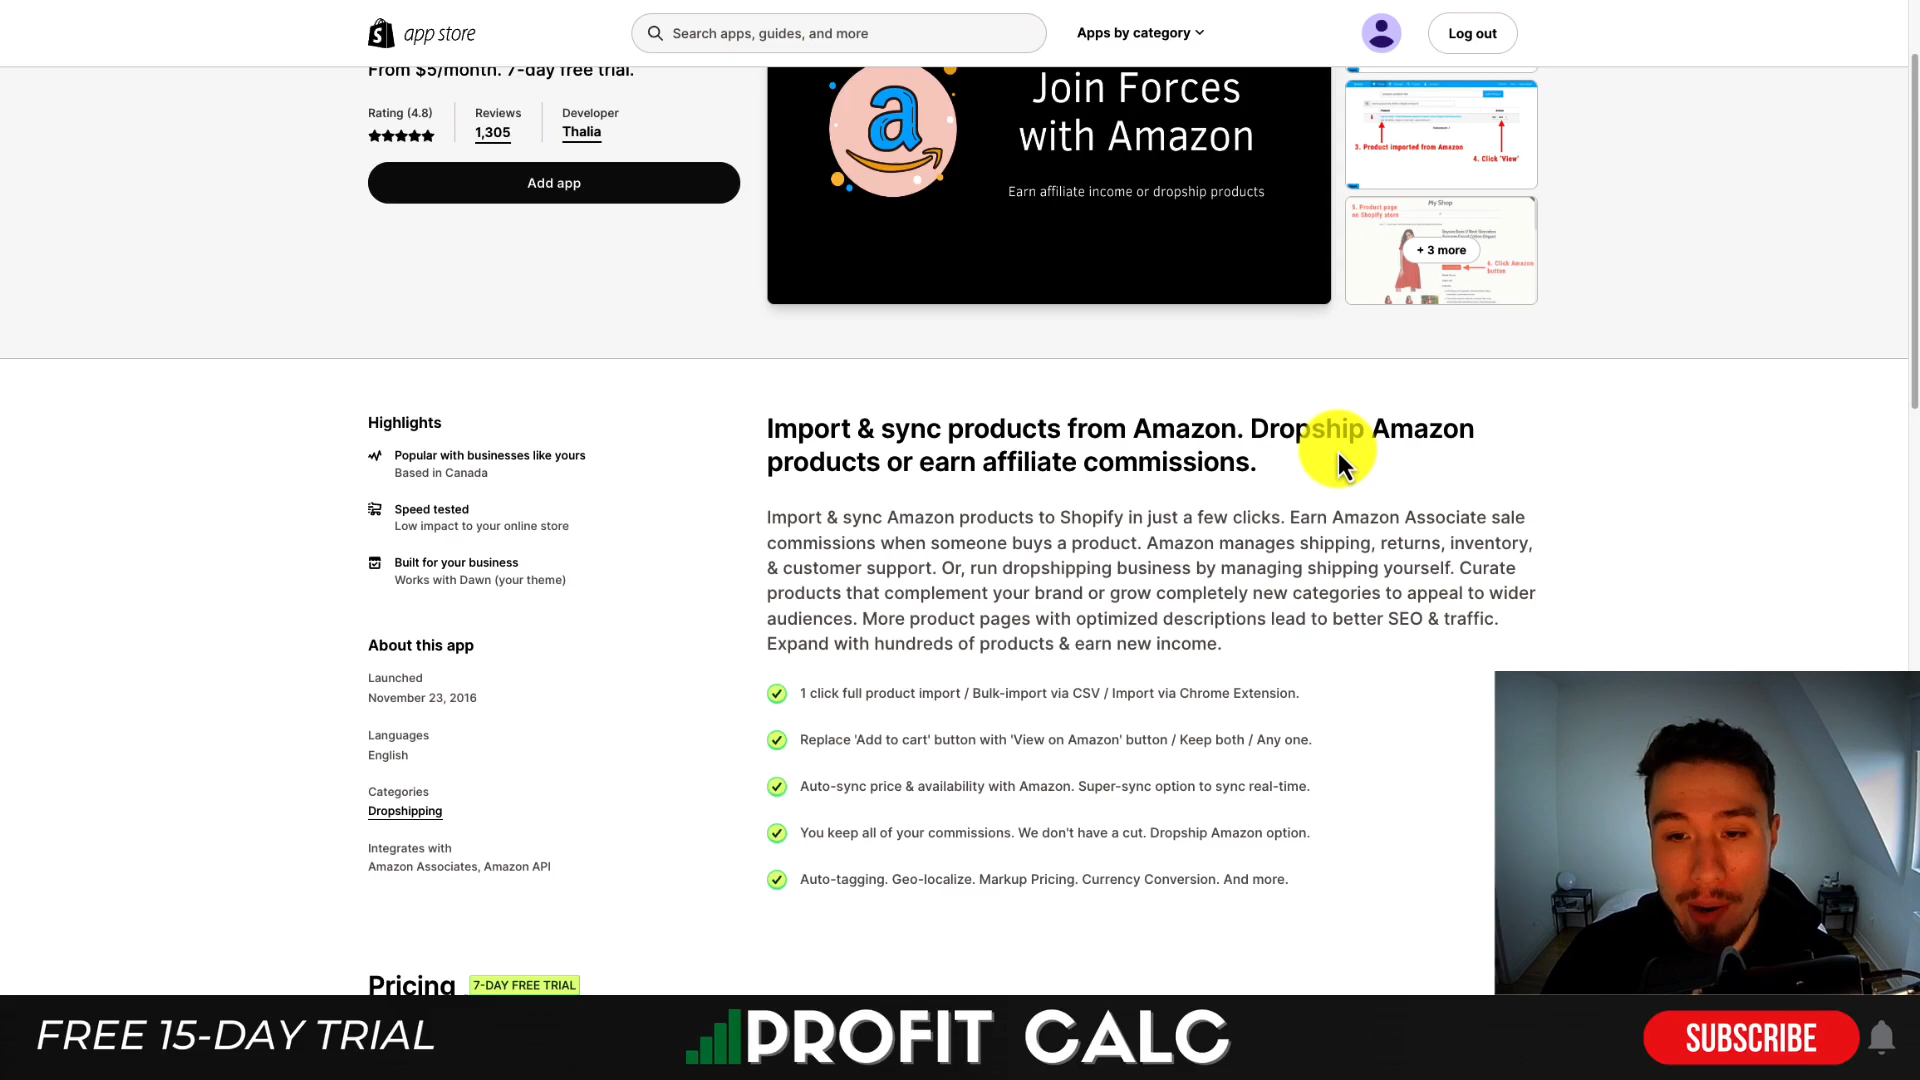 app store
Search apps, guides, and more
Apps by category
Log out
From $5/month. 7-day free trial.
Rating (4.8)
Reviews
1,305
Developer
Thalia
Add app
Join Forces
with Amazon
Earn affiliate income or dropship products
3. Product imported from Amazon
4. Click 'View'
My Shop
5. Product page
on Shopify store
+ 3 more
6. Click Amazon
button
Highlights
Popular with businesses like yours
Based in Canada
Speed tested
Low impact to your online store
Built for your business
Works with Dawn (your theme)
About this app
Launched
November 23, 2016
Languages
English
Categories
Dropshipping
Integrates with
Amazon Associates, Amazon API
Import & sync products from Amazon. Dropship Amazon
products or earn affiliate commissions.
Import & sync Amazon products to Shopify in just a few clicks. Earn Amazon Associate sale
commissions when someone buys a product. Amazon manages shipping, returns, inventory,
& customer support. Or, run dropshipping business by managing shipping yourself. Curate
products that complement your brand or grow completely new categories to appeal to wider
audiences. More product pages with optimized descriptions lead to better SEO & traffic.
Expand with hundreds of products & earn new income.
1 click full product import / Bulk-import via CSV / Import via Chrome Extension.
Replace 'Add to cart' button with 'View on Amazon' button / Keep both / Any one.
Auto-sync price & availability with Amazon. Super-sync option to sync real-time.
You keep all of your commissions. We don't have a cut. Dropship Amazon option.
Auto-tagging. Geo-localize. Markup Pricing. Currency Conversion. And more.
Pricing
7-DAY FREE TRIAL
FREE 15-DAY TRIAL
PROFIT CALC
SUBSCRIBE